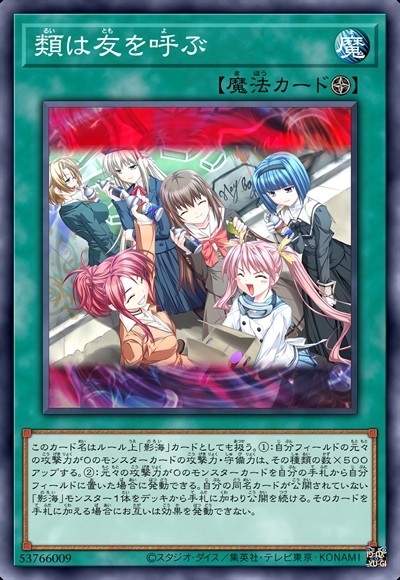 類は友を呼ぶ
魔
【魔法カード】
Hey Bo
このカード名はルール上「影海」カードとしても扱う。①:自分フィールドの元々
の攻撃力が0のモンスターカードの攻撃力・守備力は、その種類の数×500
アップする。②:元々の攻撃力が0のモンスターカードを自分の手札から自分
フィールドに置いた場合に発動できる。自分の同名カードが公開されていない
「影海」モンスター1体をデッキから手札にかわり公開を続ける。そのカードを
手札に加える場合にお互いは効果を発動できない。
53766009
©スタジオ・ダイス/集英社・テレビ東京・KONAMI